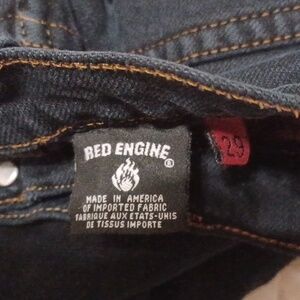 RED ENGINE
®
29
MADE IN AMERICA
OF IMPORTED FABRIC
FABRIQUE AUX ETATS-UNIS
DE TISSUS IMPORTE